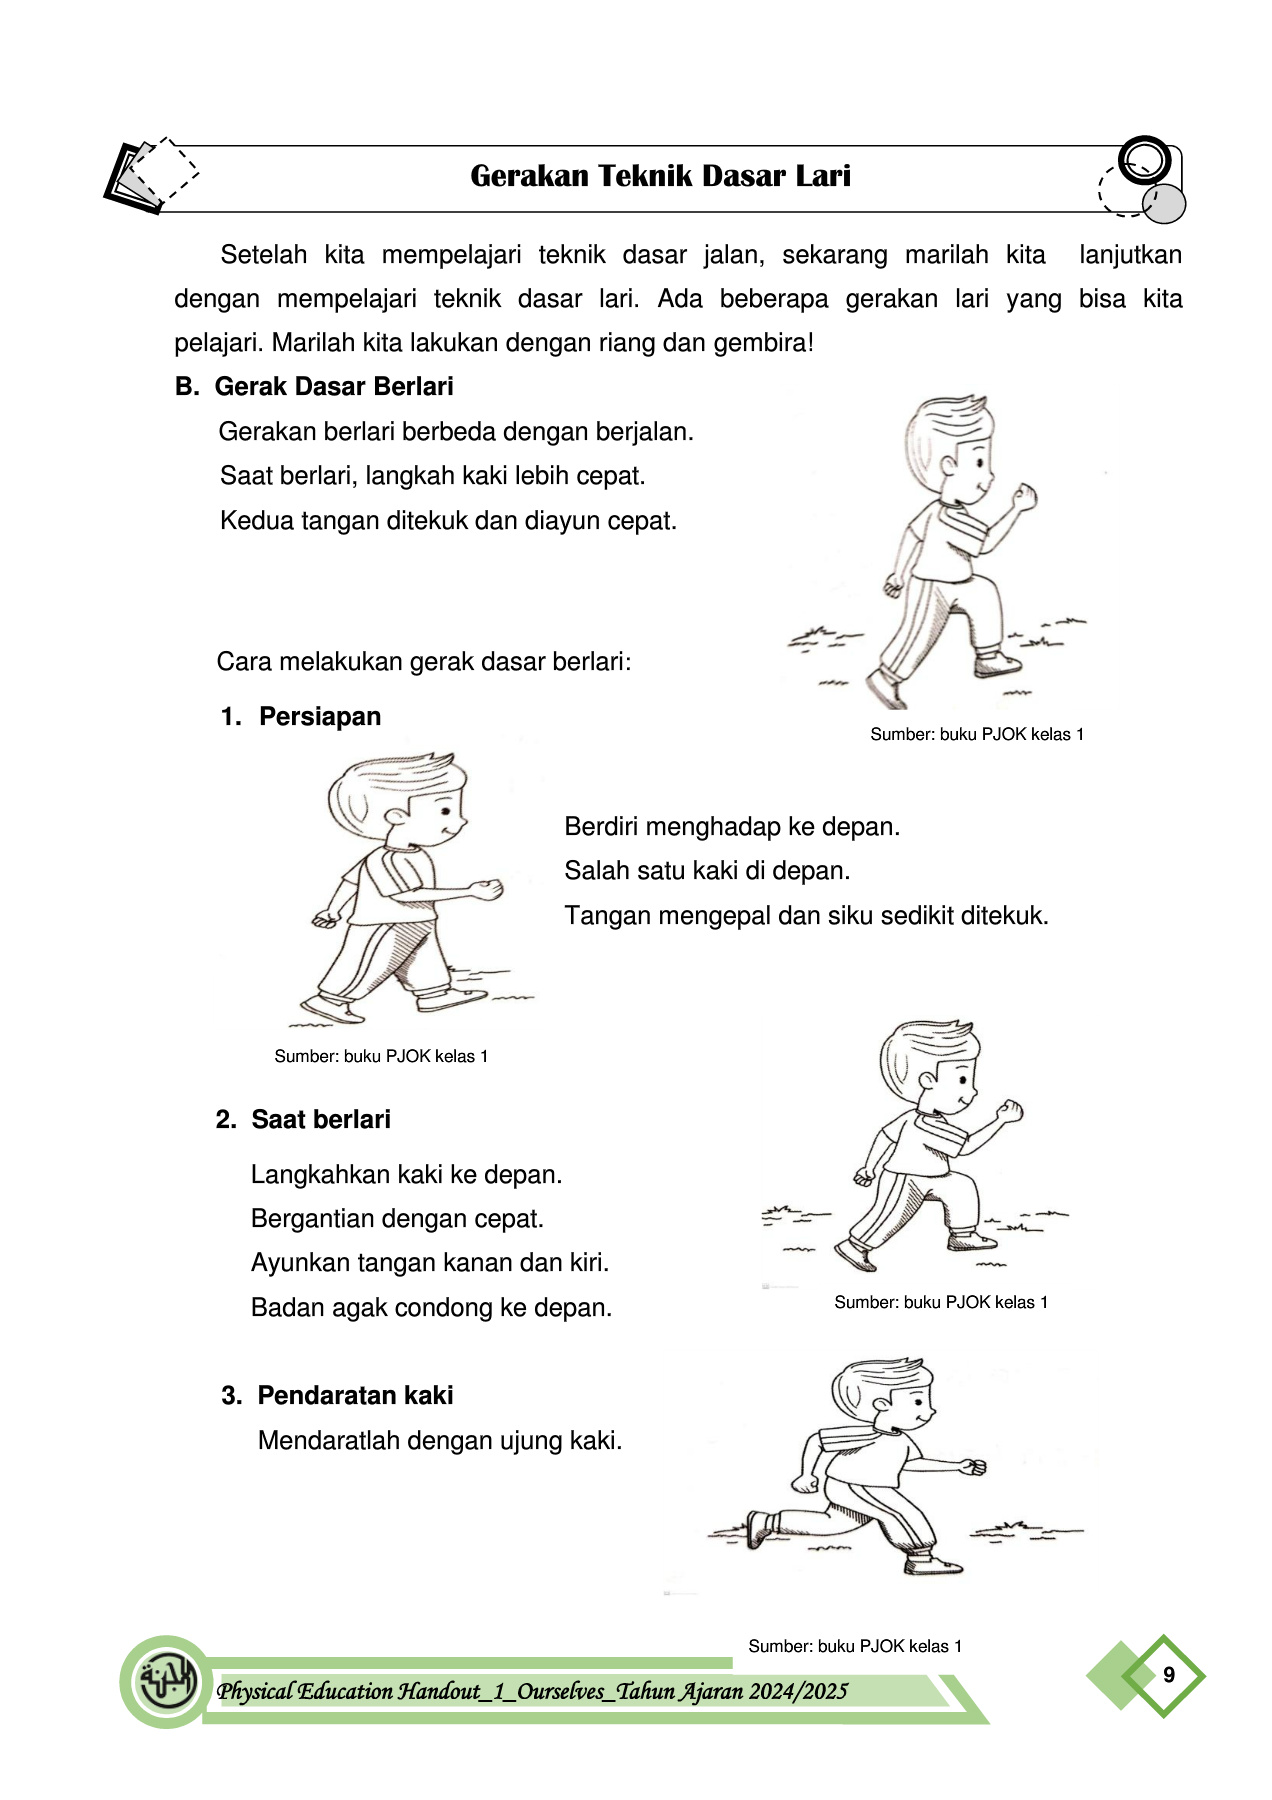 Gerakan Teknik Dasar Lari
Setelah kita mempelajari teknik dasar jalan, sekarang marilah kita lanjutkan
dengan mempelajari teknik dasar lari. Ada beberapa gerakan lari yang bisa kita
pelajari. Marilah kita lakukan dengan riang dan gembira!
B. Gerak Dasar Berlari
Gerakan berlari berbeda dengan berjalan.
Saat berlari, langkah kaki lebih cepat.
Kedua tangan ditekuk dan diayun cepat.
Cara melakukan gerak dasar berlari:
1. Persiapan
Sumber: buku PJOK kelas 1
Berdiri menghadap ke depan.
Salah satu kaki di depan.
Tangan mengepal dan siku sedikit ditekuk.
Sumber: buku PJOK kelas 1
2. Saat berlari
Langkahkan kaki ke depan.
Bergantian dengan cepat.
Ayunkan tangan kanan dan kiri.
Badan agak condong ke depan.
Sumber: buku PJOK kelas 1
3. Pendaratan kaki
Mendaratlah dengan ujung kaki.
Sumber: buku PJOK kelas 1
Physical Education Handout_1_Ourselves_Tahun Ajaran 2024/2025
9